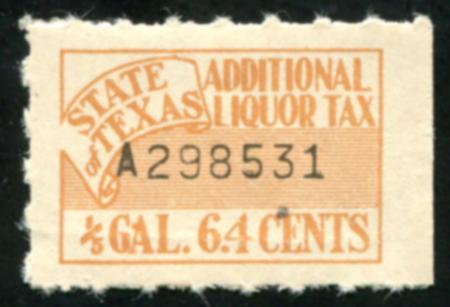 STATE of TEXAS
ADDITIONAL
LIQUOR TAX
A298531
1/5 GAL. 6.4 CENTS